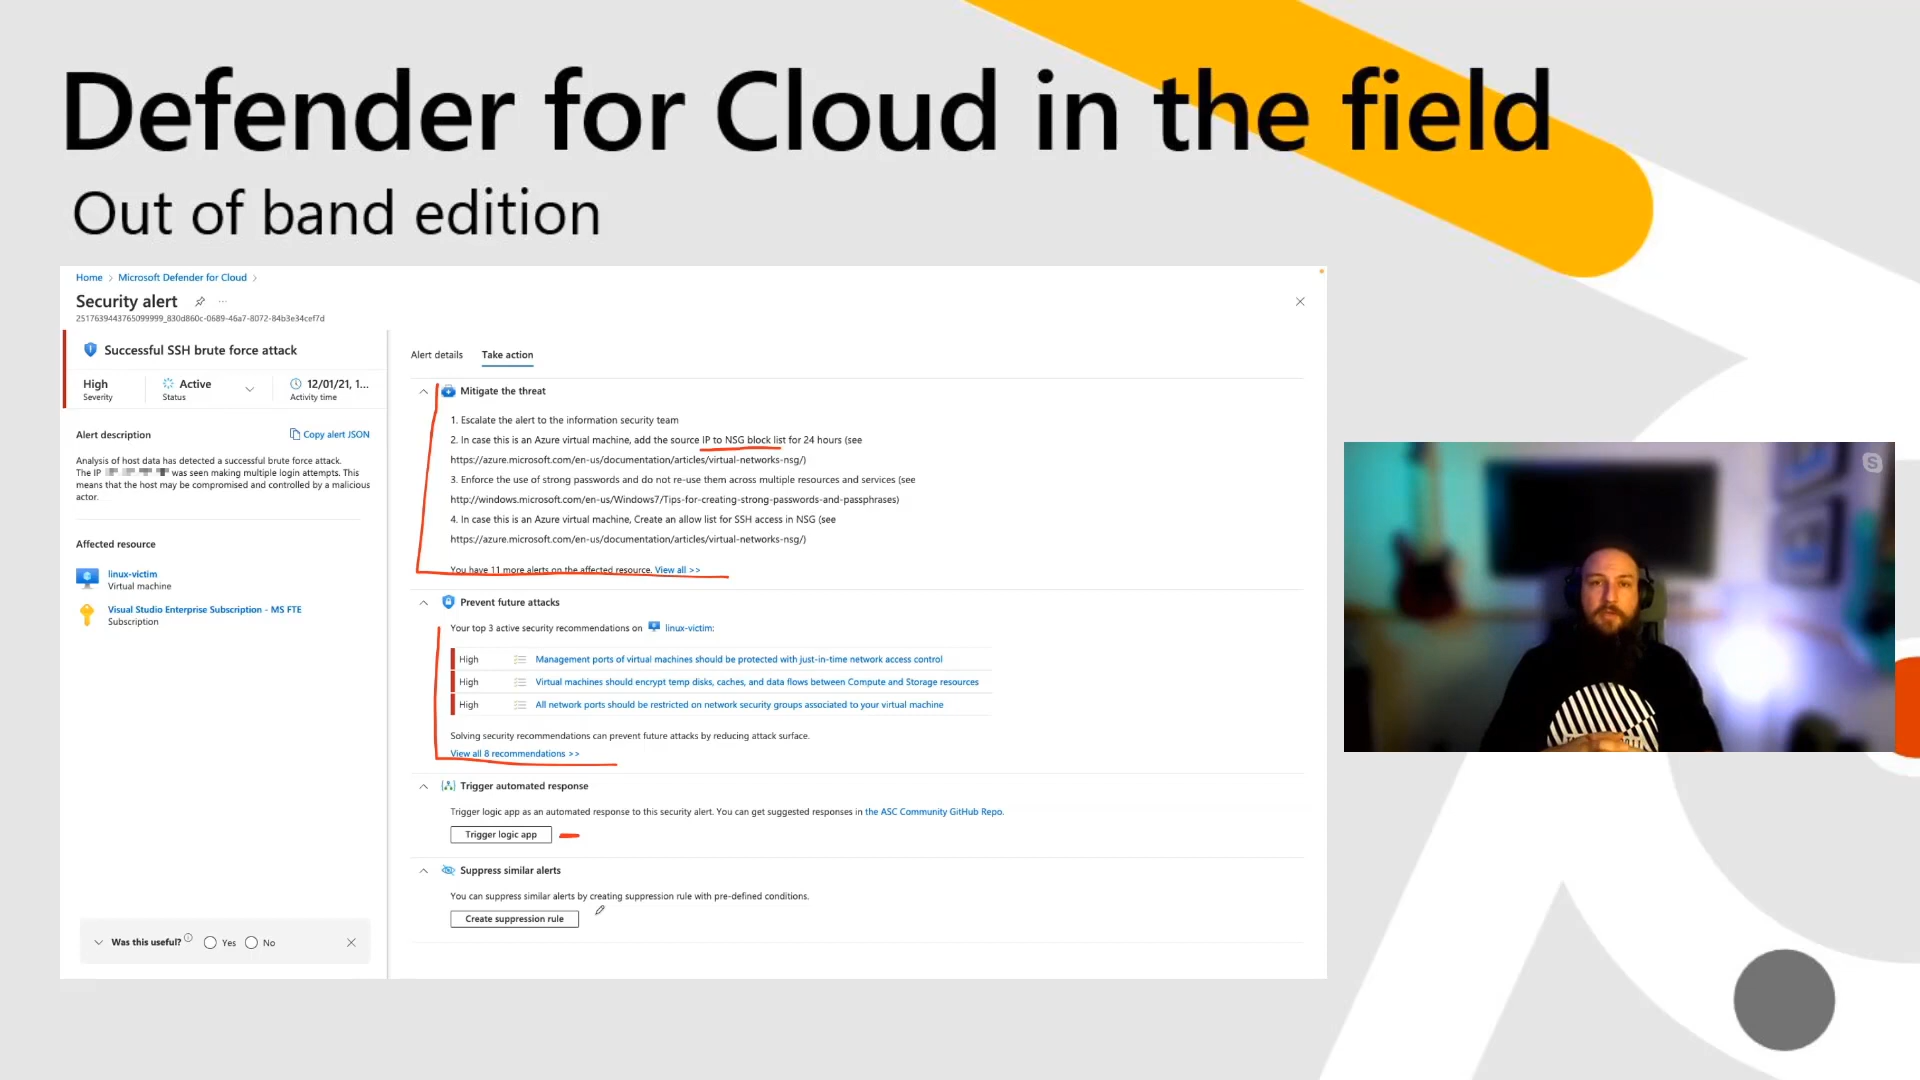 Defender for Cloud in the field
Out of band edition
Home > Microsoft Defender for Cloud >
Security alert
2517639443765099999_830d860c-0689-46a7-8072-84b3e34cef7d
Successful SSH brute force attack
High
Severity
Active
Status
12/01/21, 1...
Activity time
Alert description
Copy alert JSON
Analysis of host data has detected a successful brute force attack.
The IP was seen making multiple login attempts. This
means that the host may be compromised and controlled by a malicious
actor.
Affected resource
linux-victim
Virtual machine
Visual Studio Enterprise Subscription - MS FTE
Subscription
Was this useful?
Yes
No
Alert details
Take action
Mitigate the threat
1. Escalate the alert to the information security team
2. In case this is an Azure virtual machine, add the source IP to NSG block list for 24 hours (see
https://azure.microsoft.com/en-us/documentation/articles/virtual-networks-nsg/)
3. Enforce the use of strong passwords and do not re-use them across multiple resources and services (see
http://windows.microsoft.com/en-us/Windows7/Tips-for-creating-strong-passwords-and-passphrases)
4. In case this is an Azure virtual machine, Create an allow list for SSH access in NSG (see
https://azure.microsoft.com/en-us/documentation/articles/virtual-networks-nsg/)
You have 11 more alerts on the affected resource. View all >>
Prevent future attacks
Your top 3 active security recommendations on linux-victim:
High Management ports of virtual machines should be protected with just-in-time network access control
High Virtual machines should encrypt temp disks, caches, and data flows between Compute and Storage resources
High All network ports should be restricted on network security groups associated to your virtual machine
Solving security recommendations can prevent future attacks by reducing attack surface.
View all 8 recommendations >>
Trigger automated response
Trigger logic app as an automated response to this security alert. You can get suggested responses in the ASC Community GitHub Repo.
Trigger logic app
Suppress similar alerts
You can suppress similar alerts by creating suppression rule with pre-defined conditions.
Create suppression rule